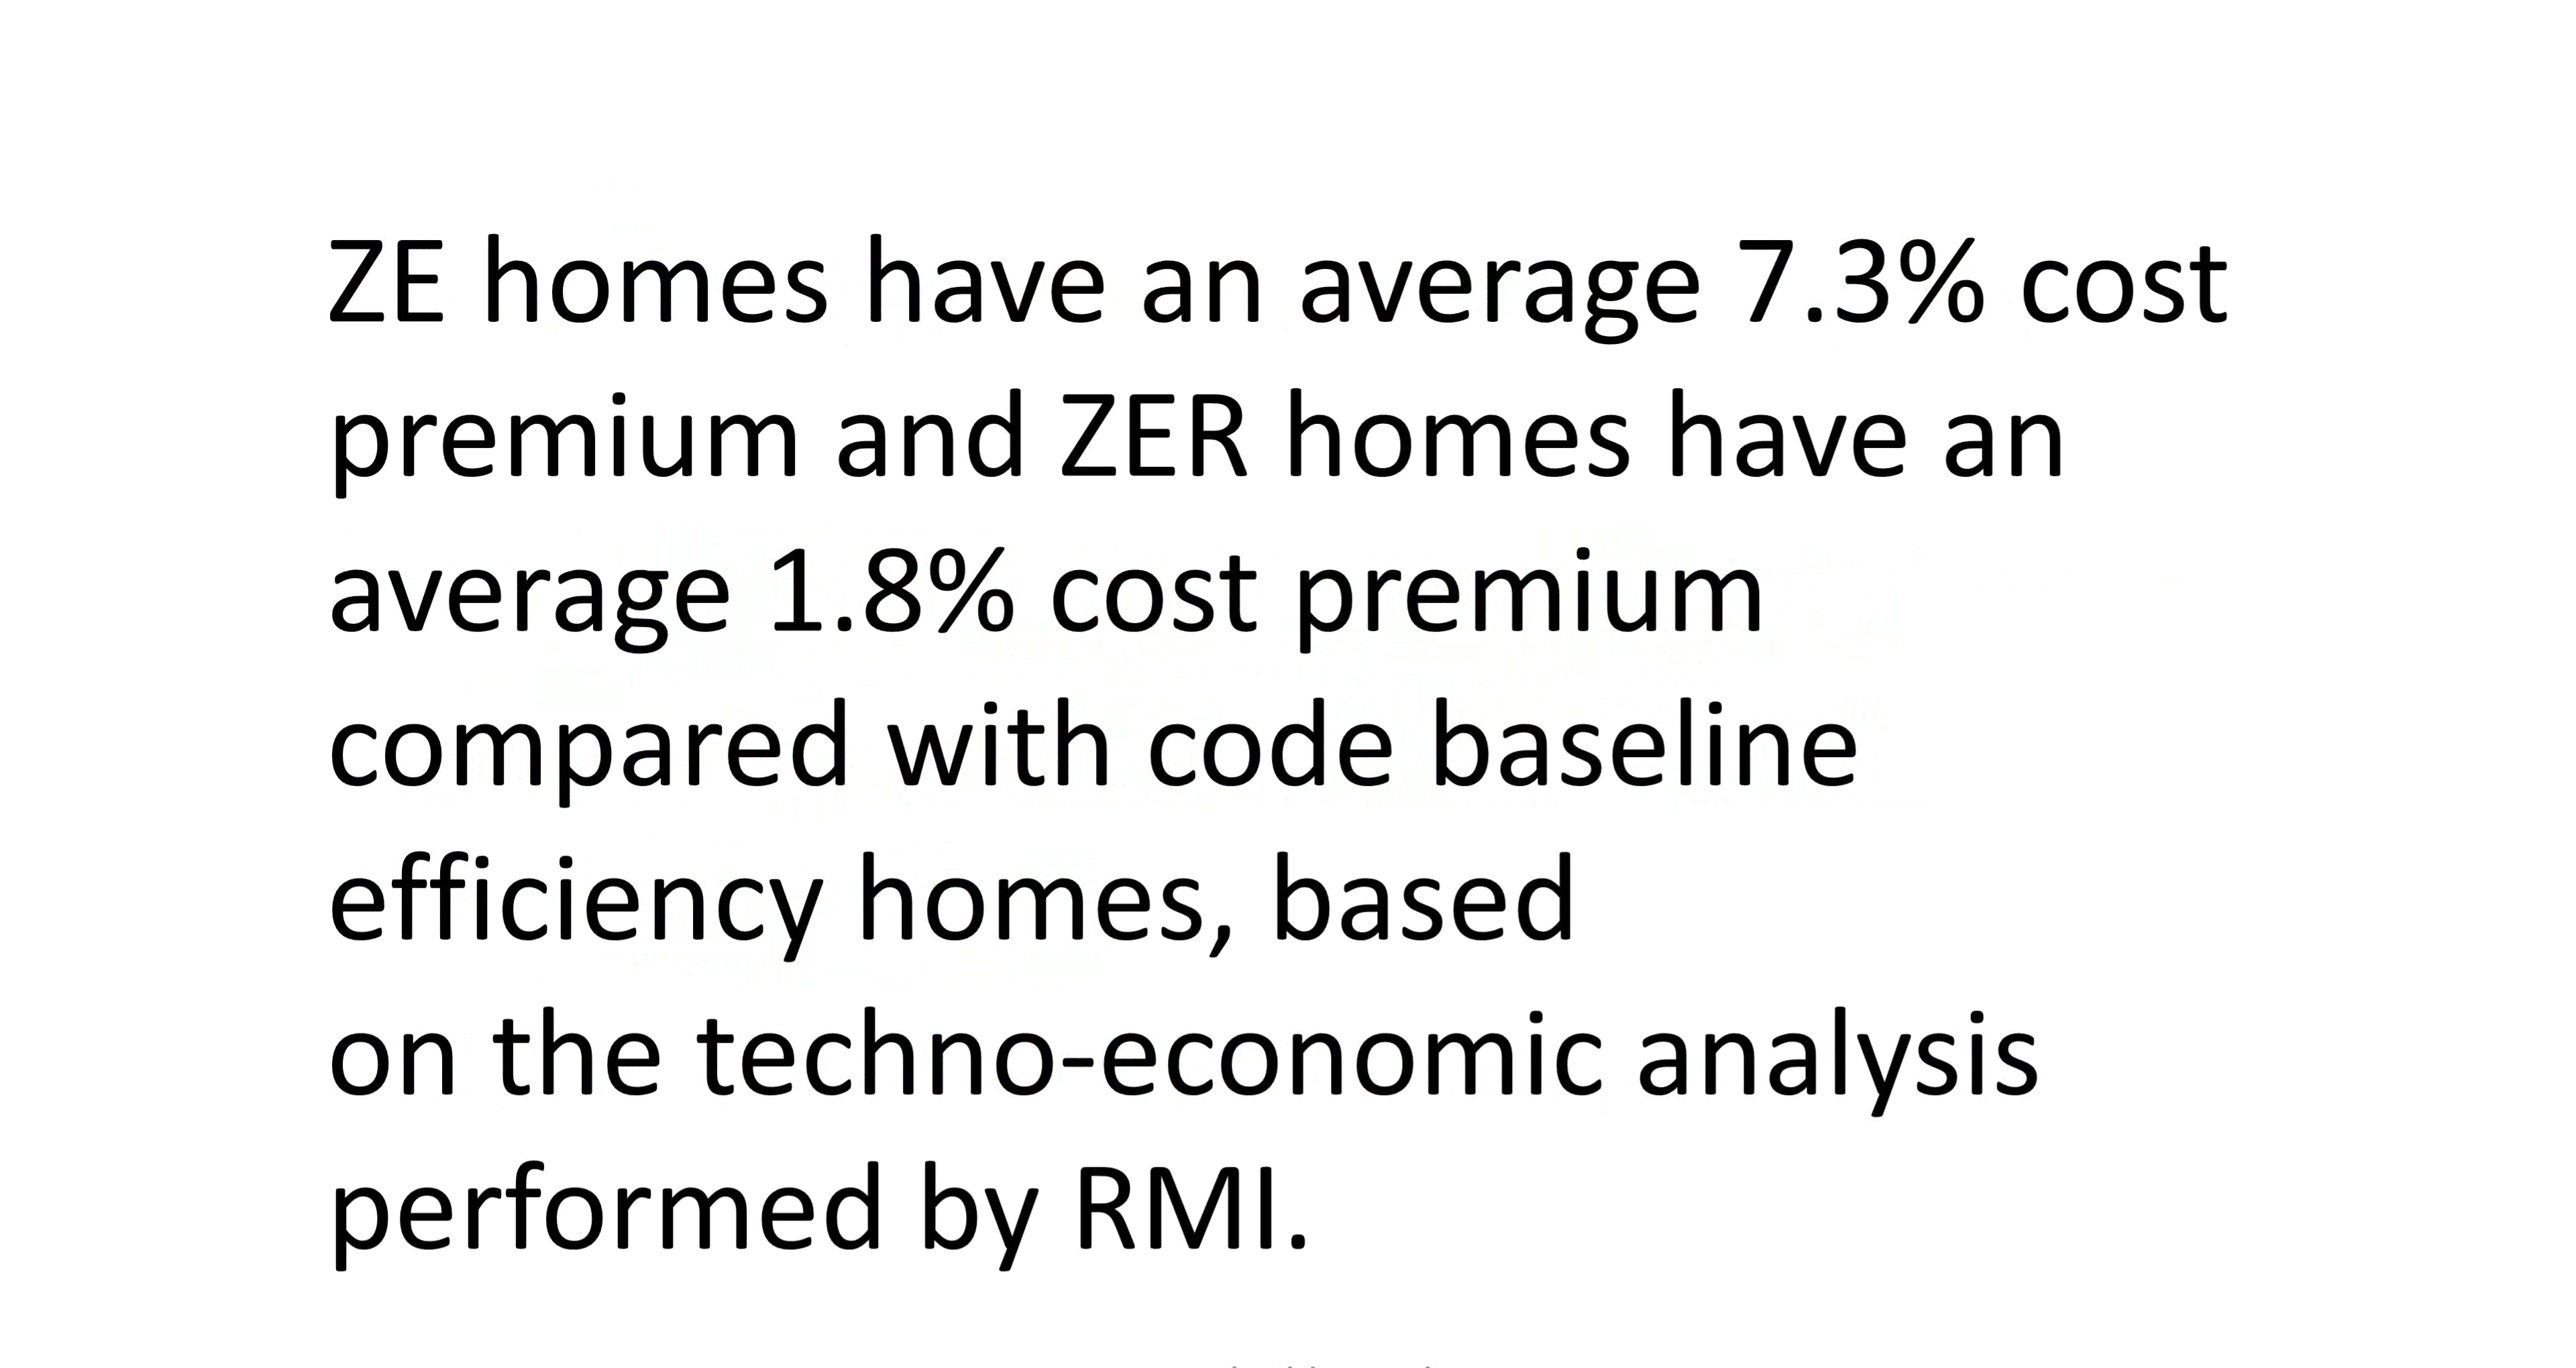 ZE homes have an average 7.3% cost
premium and ZER homes have an
average 1.8% cost premium
compared with code baseline
efficiency homes, based
on the techno-economic analysis
performed by RMI.